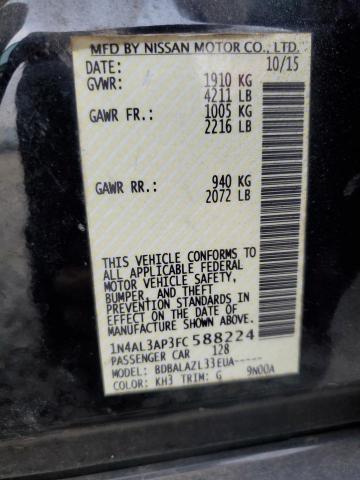 MFD BY NISSAN MOTOR CO., LTD.
DATE: 10/15
GVWR: 1910 KG
4211 LB
GAWR FR.: 1005 KG
2216 LB
GAWR RR.: 940 KG
2072 LB
THIS VEHICLE CONFORMS TO
ALL APPLICABLE FEDERAL
MOTOR VEHICLE SAFETY,
BUMPER, AND THEFT
PREVENTION STANDARDS IN
EFFECT ON THE DATE OF
MANUFACTURE SHOWN ABOVE.
1N4AL3AP3FC588224
PASSENGER CAR 128
MODEL: BDBALAZL33EUA-----
COLOR: KH3 TRIM: G 9N00A